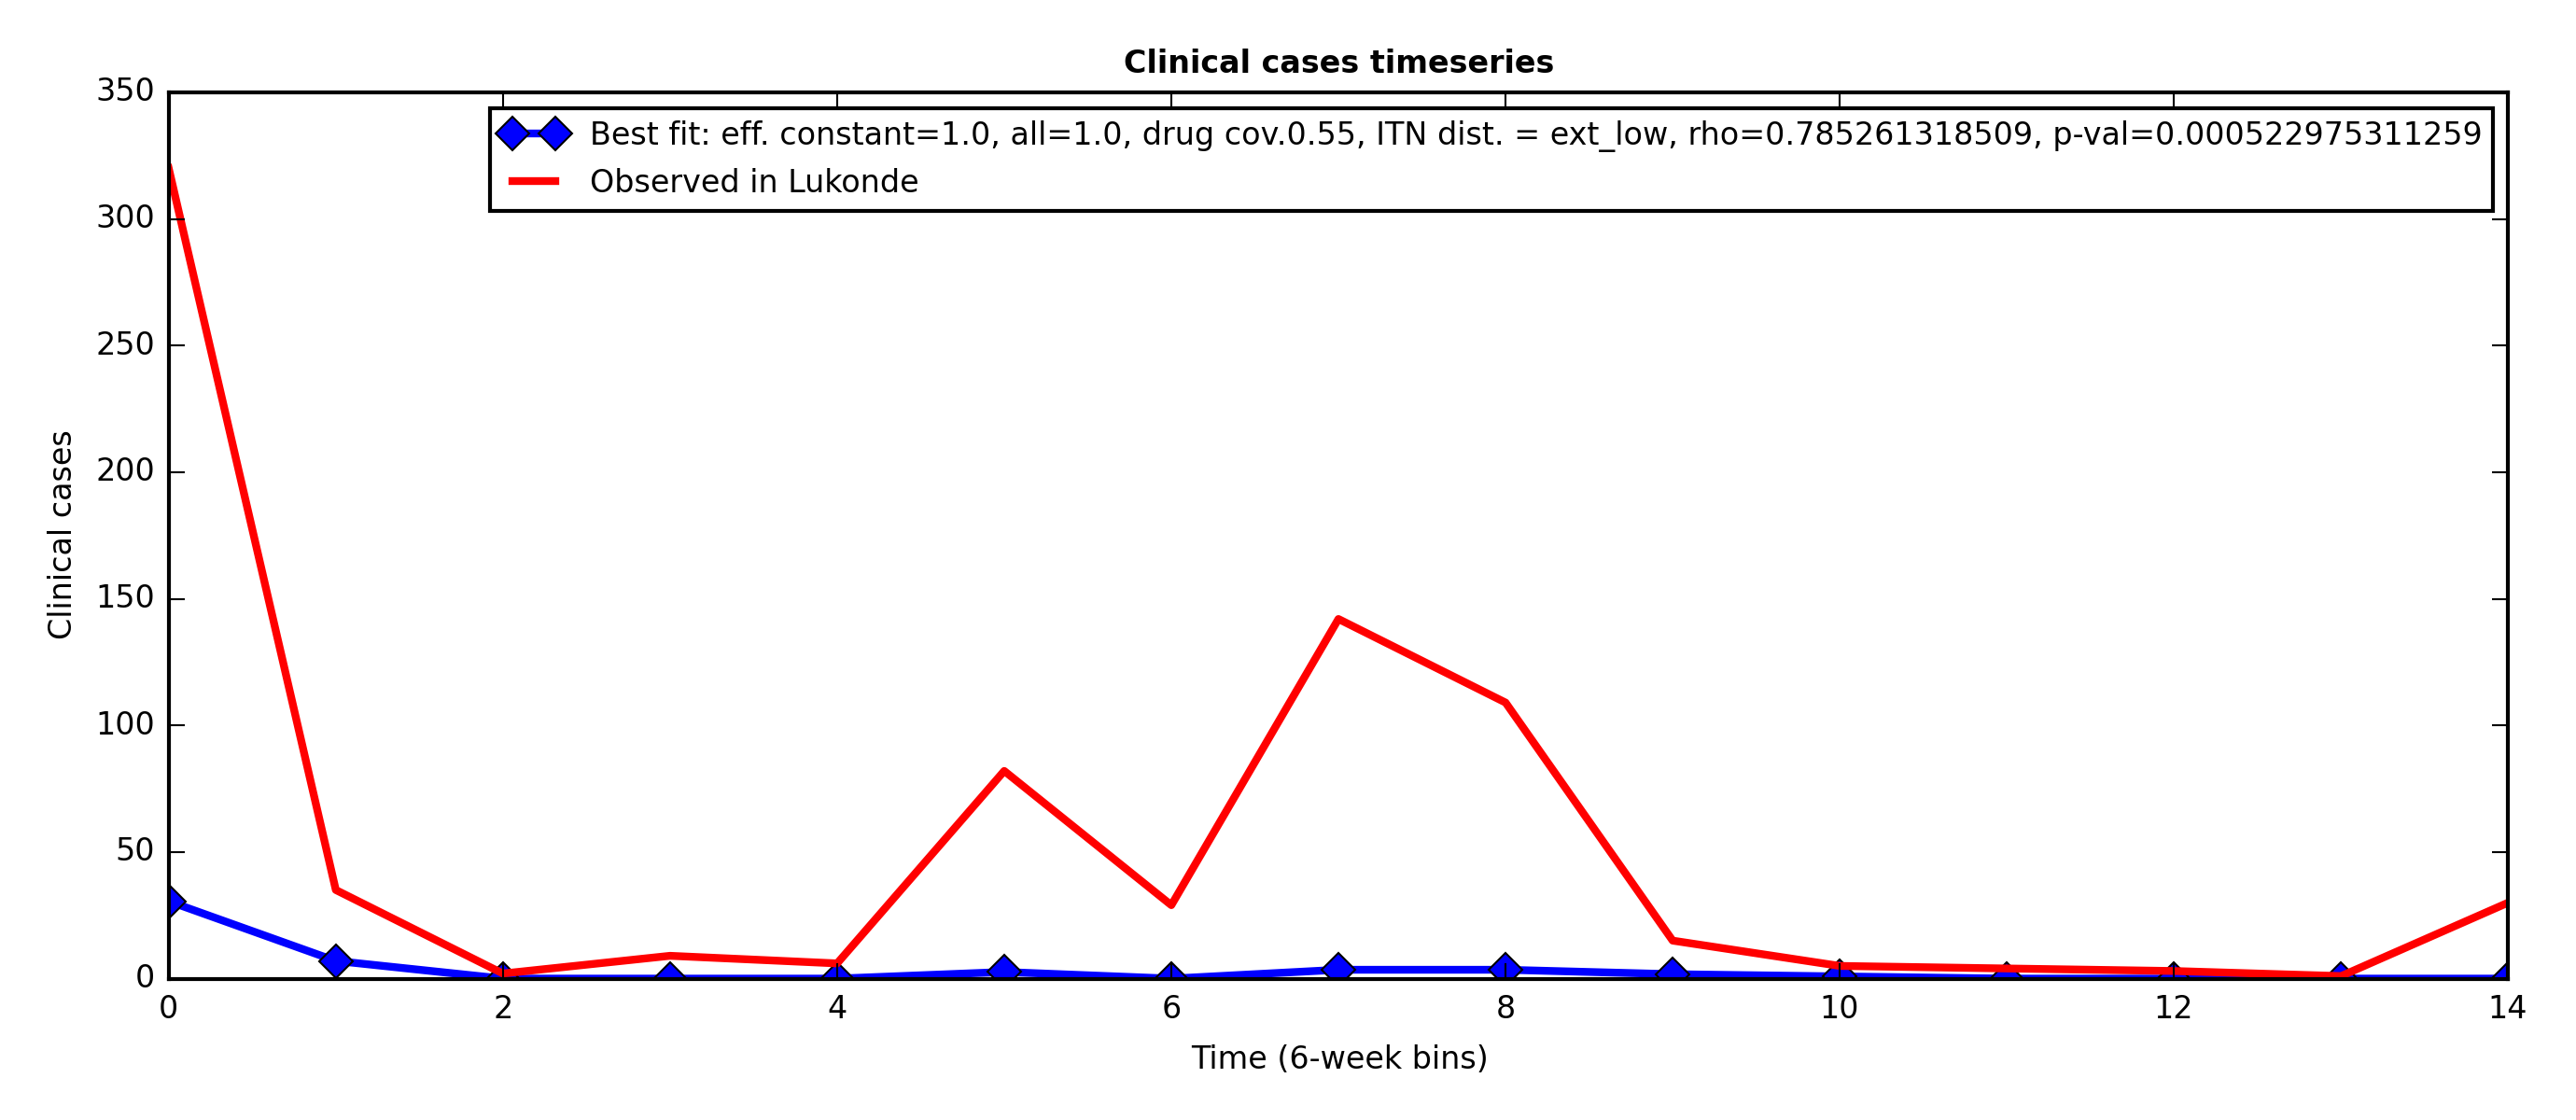 Clinical cases timeseries
350
300
250
200
150
100
50
0
Clinical cases
Best fit: eff. constant=1.0, all=1.0, drug cov.0.55, ITN dist. = ext_low, rho=0.785261318509, p-val=0.000522975311259
Observed in Lukonde
0 2 4 6 8 10 12 14
Time (6-week bins)